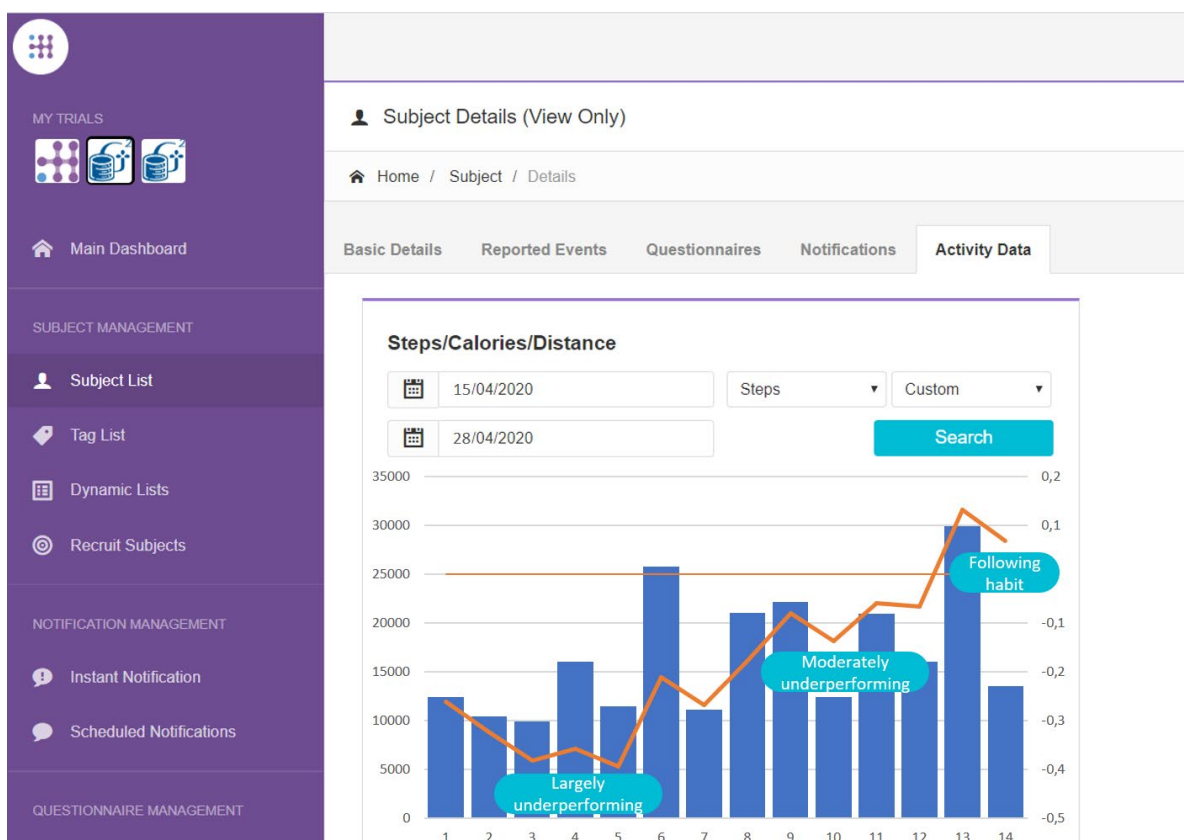 MY TRIALS
2
2
Main Dashboard
SUBJECT MANAGEMENT
Subject List
Tag List
Dynamic Lists
Recruit Subjects
NOTIFICATION MANAGEMENT
Instant Notification
Scheduled Notifications
QUESTIONNAIRE MANAGEMENT
Subject Details (View Only)
Home / Subject / Details
Basic Details Reported Events Questionnaires Notifications Activity Data
Steps/Calories/Distance
15/04/2020 Steps Custom
28/04/2020 Search
35000 0,2
30000 0,1
25000
Following
habit
20000 -0,1
15000 -0,2
Moderately
underperforming
10000 -0,3
5000 -0,4
Largely
underperforming
0 -0,5
1 2 3 4 5 6 7 8 9 10 11 12 13 14